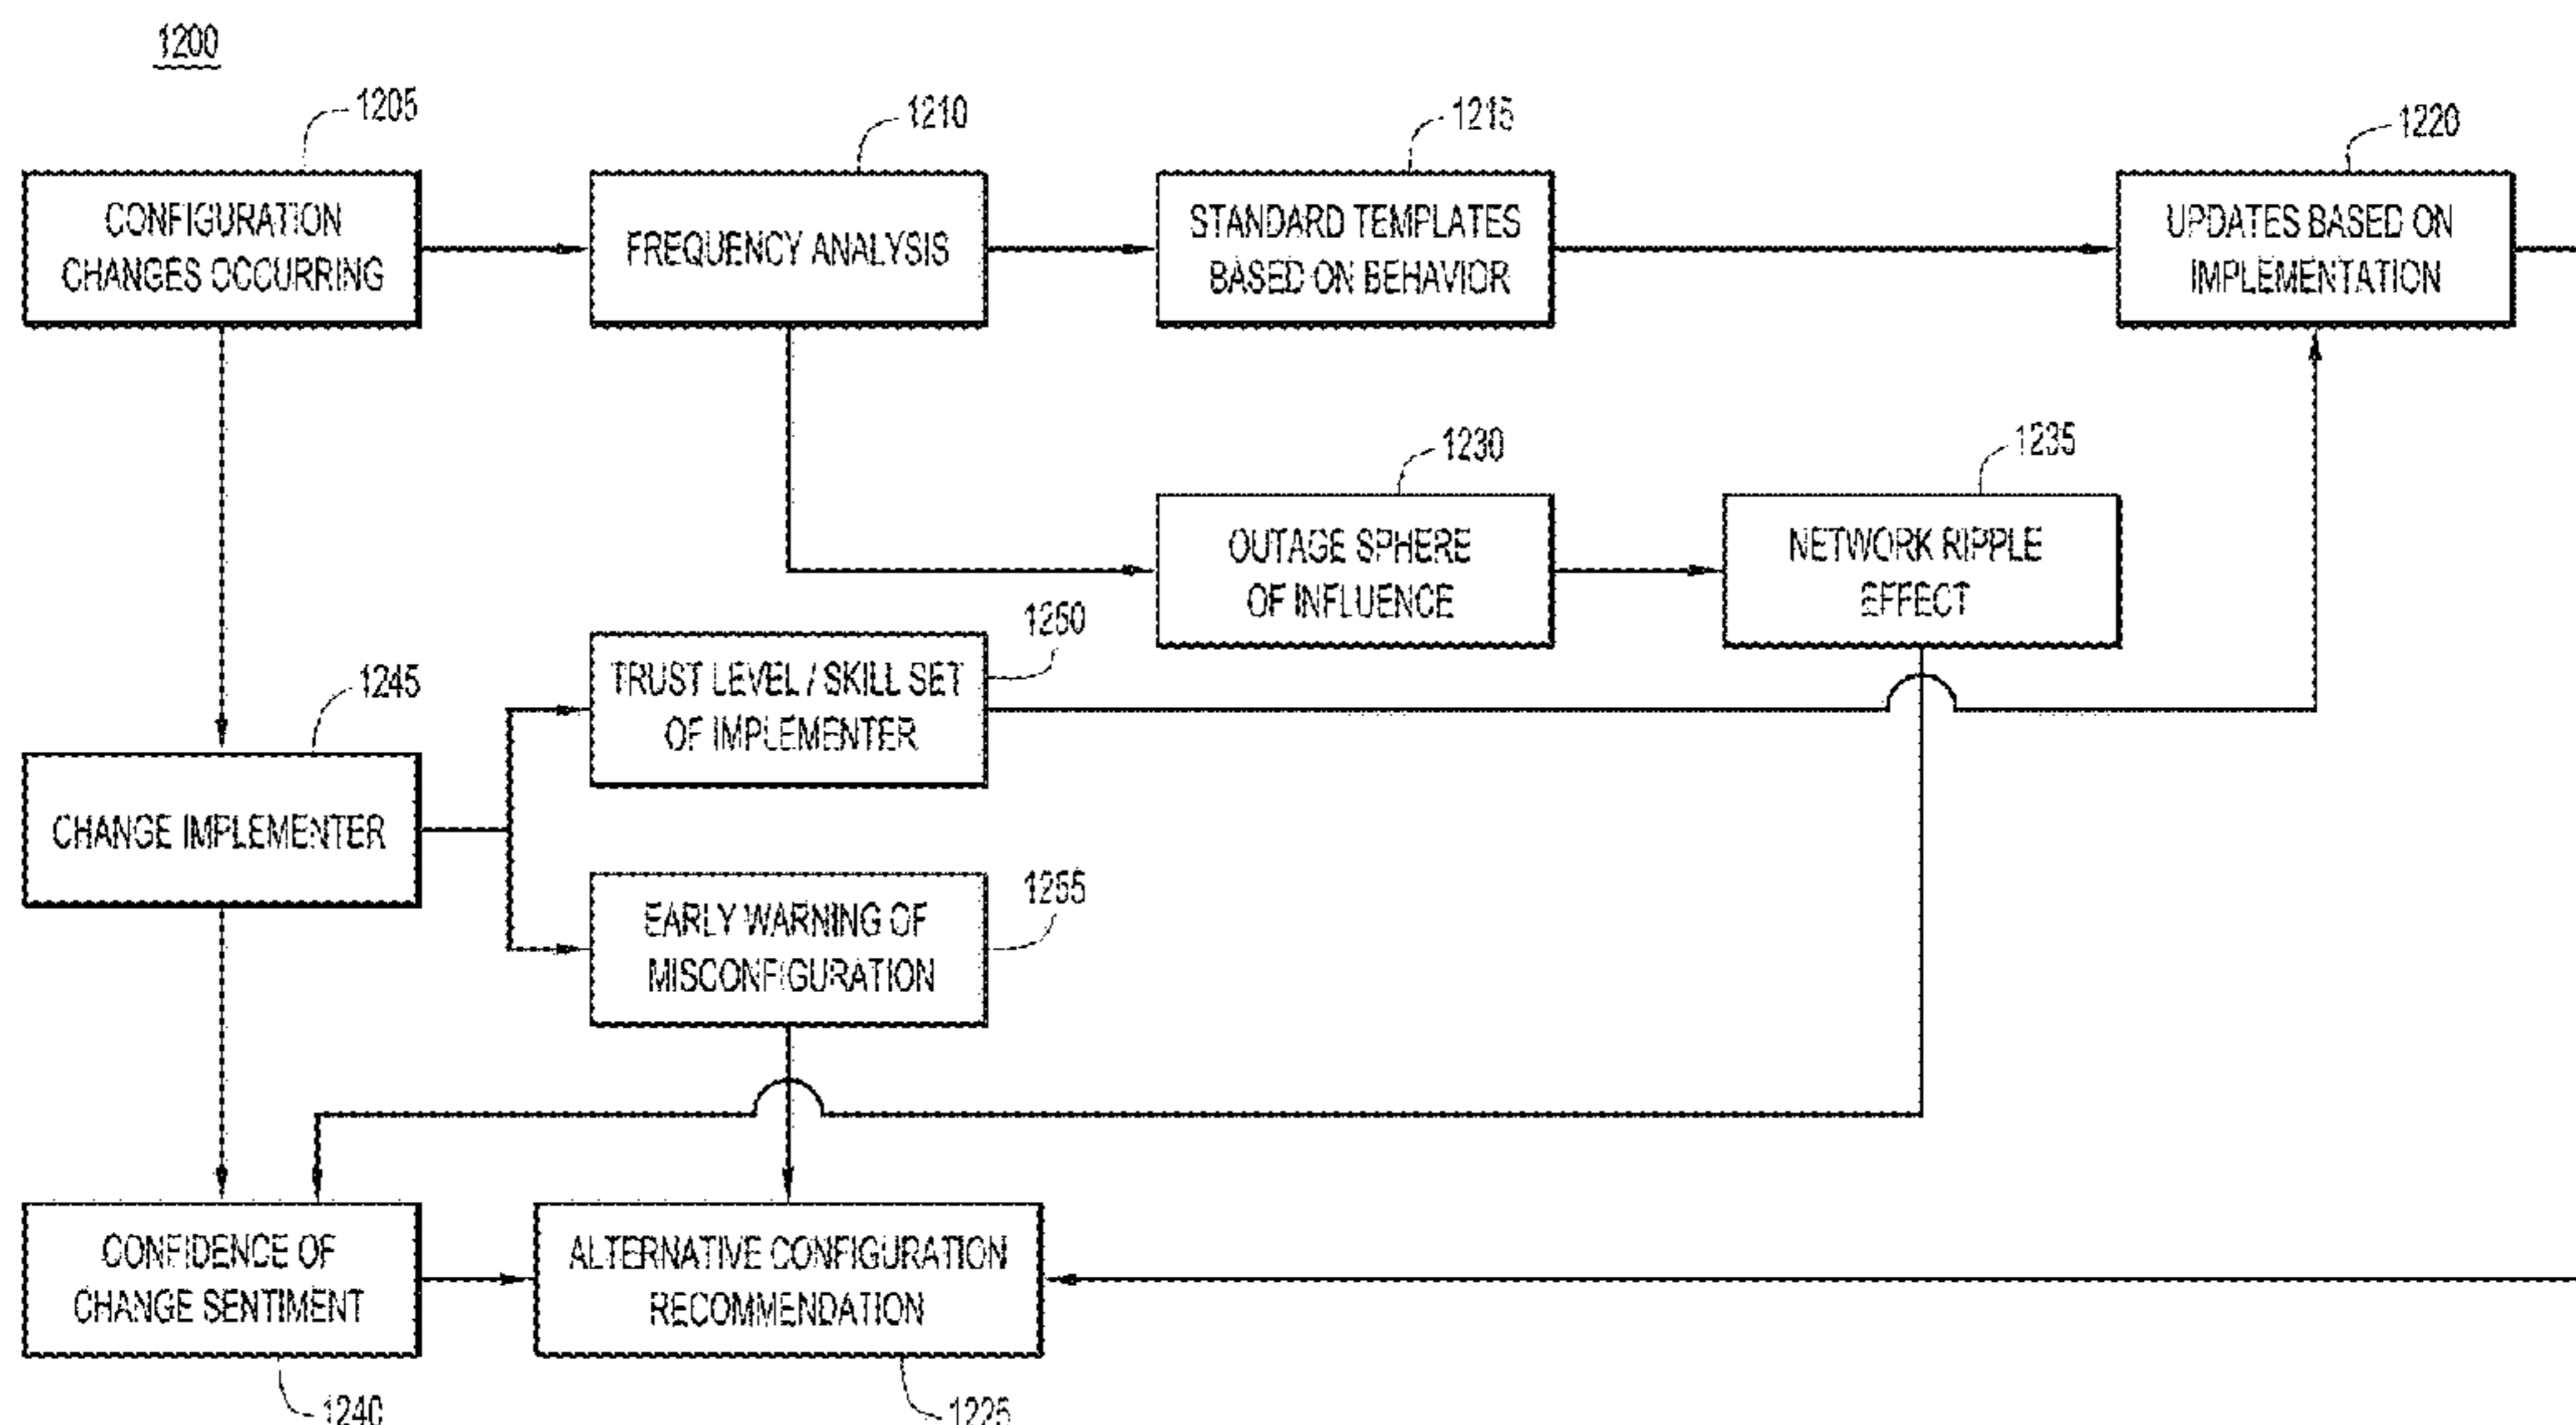 1200
1205
1210
1215
1220
CONFIGURATION
CHANGES OCCURRING
FREQUENCY ANALYSIS
STANDARD TEMPLATES
BASED ON BEHAVIOR
UPDATES BASED ON
IMPLEMENTATION
1230
1235
OUTAGE SPHERE
OF INFLUENCE
NETWORK RIPPLE
EFFECT
1250
TRUST LEVEL / SKILL SET
OF IMPLEMENTER
1245
CHANGE IMPLEMENTER
1255
EARLY WARNING OF
MISCONFIGURATION
CONFIDENCE OF
CHANGE SENTIMENT
ALTERNATIVE CONFIGURATION
RECOMMENDATION
1240
1225